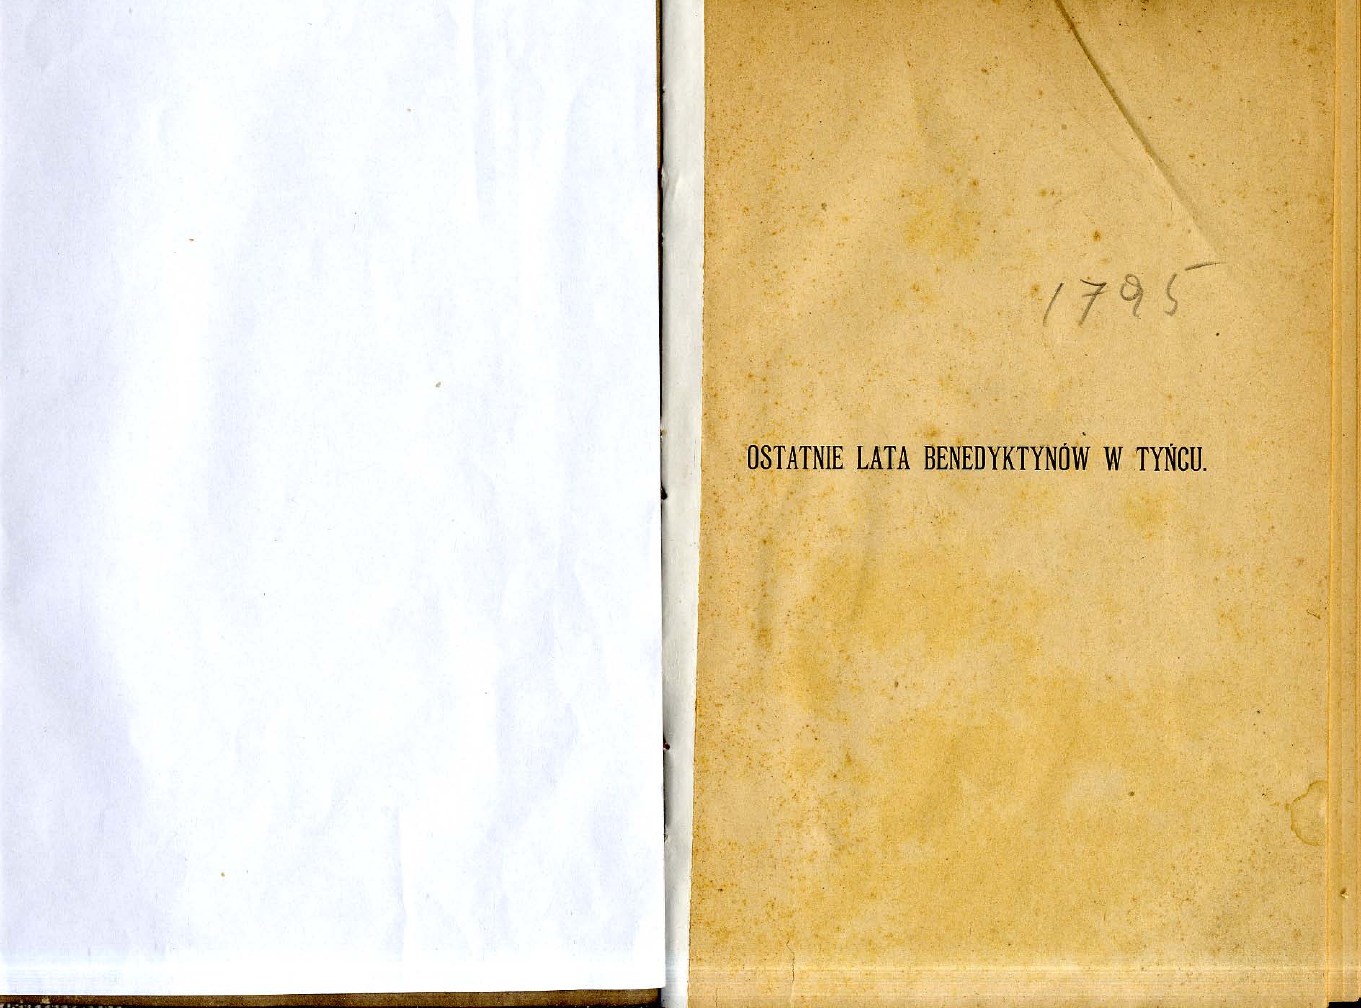 1795
OSTATNIE LATA BENEDYKTYNÓW W TYŃCU.